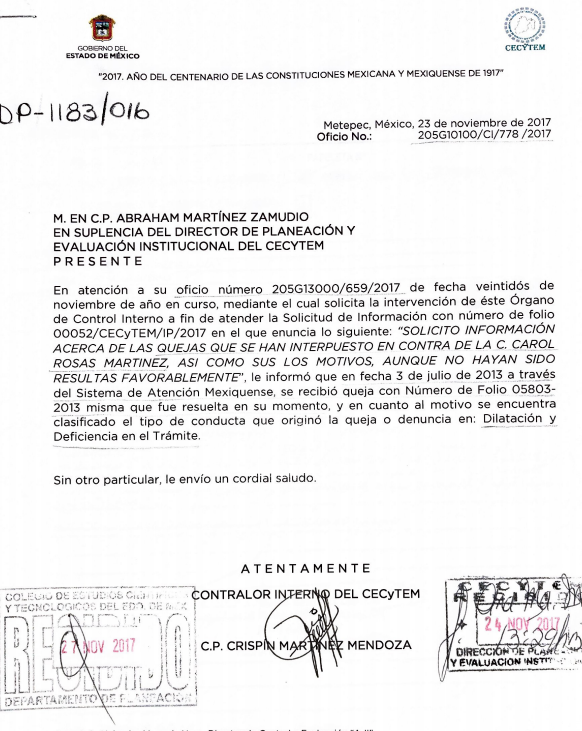 GOBIERNO DEL
ESTADO DE MÉXICO
CECYTEM
"2017. AÑO DEL CENTENARIO DE LAS CONSTITUCIONES MEXICANA Y MEXIQUENSE DE 1917"
DP-1183/016
Metepec, México, 23 de noviembre de 2017
Oficio No.: 205G10100/CI/778 /2017
M. EN C.P. ABRAHAM MARTÍNEZ ZAMUDIO
EN SUPLENCIA DEL DIRECTOR DE PLANEACIÓN Y
EVALUACIÓN INSTITUCIONAL DEL CECYTEM
P R E S E N T E
En atención a su oficio número 205G13000/659/2017 de fecha veintidós de
noviembre de año en curso, mediante el cual solicita la intervención de éste Órgano
de Control Interno a fin de atender la Solicitud de Información con número de folio
00052/CECyTEM/IP/2017 en el que enuncia lo siguiente: "SOLICITO INFORMACIÓN
ACERCA DE LAS QUEJAS QUE SE HAN INTERPUESTO EN CONTRA DE LA C. CAROL
ROSAS MARTINEZ, ASI COMO SUS LOS MOTIVOS, AUNQUE NO HAYAN SIDO
RESULTAS FAVORABLEMENTE", le informó que en fecha 3 de julio de 2013 a través
del Sistema de Atención Mexiquense, se recibió queja con Número de Folio 05803-
2013 misma que fue resuelta en su momento, y en cuanto al motivo se encuentra
clasificado el tipo de conducta que originó la queja o denuncia en: Dilatación y
Deficiencia en el Trámite.
Sin otro particular, le envío un cordial saludo.
A T E N T A M E N T E
CONTRALOR INTERNO DEL CECyTEM
C.P. CRISPÍN MARTÍNEZ MENDOZA
COLEGIO DE ESTUDIOS
Y TECNOLOGICOS DEL EDO. DE MEX.
RECIBIDO
27 NOV 2017
DEPARTAMENTO DE PLANEACIÓN
CECYTEM
24 NOV 2017
13:29
DIRECCIÓN DE PLANE
Y EVALUACIÓN INSTIT